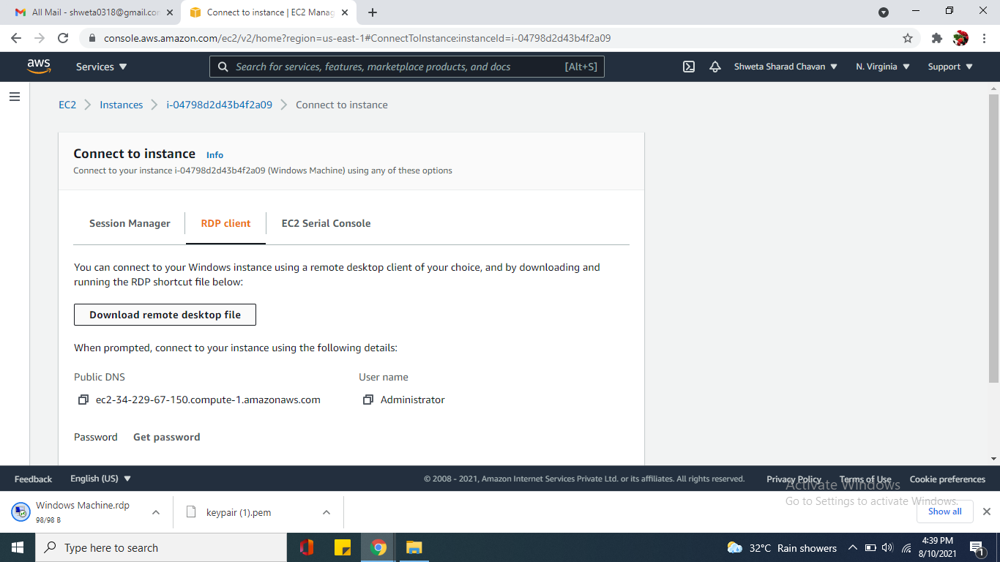 All Mail - shweta0318@gmail.cor
Connect to instance | EC2 Manag
console.aws.amazon.com/ec2/v2/home?region=us-east-1#ConnectToInstance:instanceId=i-04798d2d43b4f2a09
aws Services Search for services, features, marketplace products, and docs [Alt+S] Shweta Sharad Chavan N. Virginia Support
EC2 Instances i-04798d2d43b4f2a09 Connect to instance
Connect to instance Info
Connect to your instance i-04798d2d43b4f2a09 (Windows Machine) using any of these options
Session Manager RDP client EC2 Serial Console
You can connect to your Windows instance using a remote desktop client of your choice, and by downloading and
running the RDP shortcut file below:
Download remote desktop file
When prompted, connect to your instance using the following details:
Public DNS User name
ec2-34-229-67-150.compute-1.amazonaws.com Administrator
Password Get password
Feedback English (US) © 2008 - 2021, Amazon Internet Services Private Ltd. or its affiliates. All rights reserved. Privacy Policy Terms of Use Cookie preferences
Activate Windows
Go to Settings to activate Windows.
Windows Machine.rdp
98/98 B
keypair (1).pem
Show all
Type here to search
32°C Rain showers
4:39 PM
8/10/2021
1